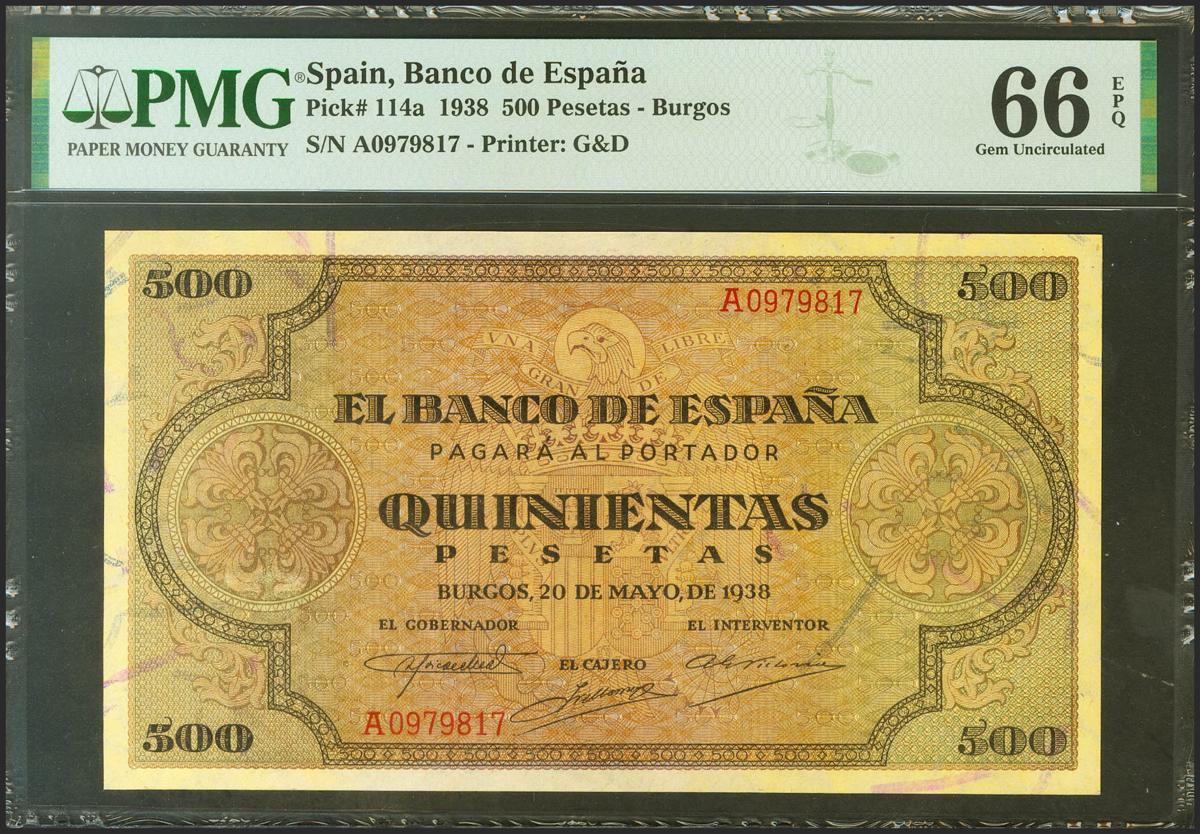 PMG®
PAPER MONEY GUARANTY
Spain, Banco de España
Pick# 114a 1938 500 Pesetas - Burgos
S/N A0979817 - Printer: G&D
66 EPQ
Gem Uncirculated
500 500
A0979817
VNA LIBRE
GRANDE
EL BANCO DE ESPAÑA
PAGARÁ AL PORTADOR
QUINIENTAS
PESETAS
BURGOS, 20 DE MAYO, DE 1938
EL GOBERNADOR EL INTERVENTOR
EL CAJERO
A0979817
500 500